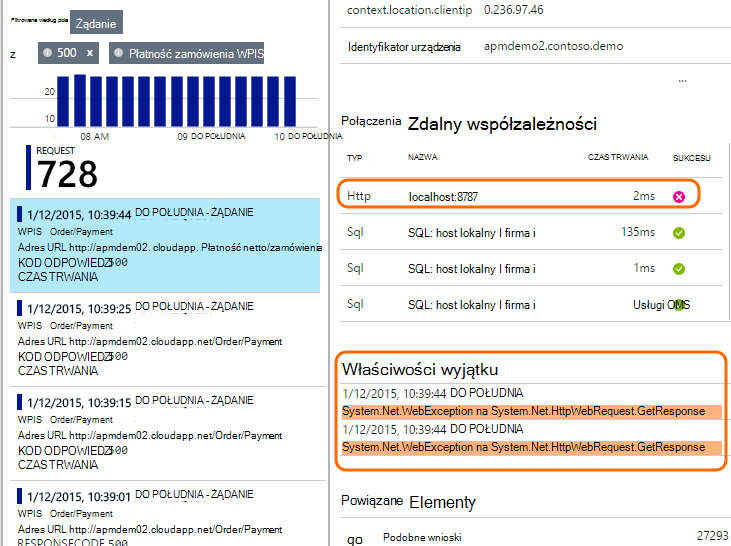 Filtrowane według pola Żądanie
z 500 x Płatność zamówienia WPIS
20
10
08 AM 09 DO POŁUDNIA 10 DO POŁUDNIA
REQUEST
728
1/12/2015, 10:39:44 DO POŁUDNIA - ŻĄDANIE
WPIS Order/Payment
Adres URL http://apmdem02. cloudapp. Płatność netto/zamówienia
KOD ODPOWIEDZI 500
CZAS TRWANIA
1/12/2015, 10:39:25 DO POŁUDNIA - ŻĄDANIE
WPIS Order/Payment
Adres URL http://apmdem02. cloudapp.net/Order/Payment
KOD ODPOWIEDZI 500
CZAS TRWANIA
1/12/2015, 10:39:15 DO POŁUDNIA - ŻĄDANIE
WPIS Order/Payment
Adres URL http://apmdem02. cloudapp.net/Order/Payment
KOD ODPOWIEDZI 500
CZAS TRWANIA
1/12/2015, 10:39:01 DO POŁUDNIA - ŻĄDANIE
WPIS Order/Payment
Adres URL http://apmdem02.cloudapp.net/Order/Payment
RESPONSECODE 500
context.location.clientip 0.236.97.46
Identyfikator urządzenia apmdemo2.contoso.demo
...
Połączenia Zdalny współzależności
TYP NAZWA CZAS TRWANIA SUKCESU
Http localhost:8787 2ms
Sql SQL: host lokalny I firma i 135ms
Sql SQL: host lokalny I firma i 1ms
Sql SQL: host lokalny I firma i Usługi OMS
Właściwości wyjątku
1/12/2015, 10:39:44 DO POŁUDNIA
System.Net.WebException na System.Net.HttpWebRequest.GetResponse
1/12/2015, 10:39:44 DO POŁUDNIA
System.Net.WebException na System.Net.HttpWebRequest.GetResponse
Powiązane Elementy
go Podobne wnioski 27293